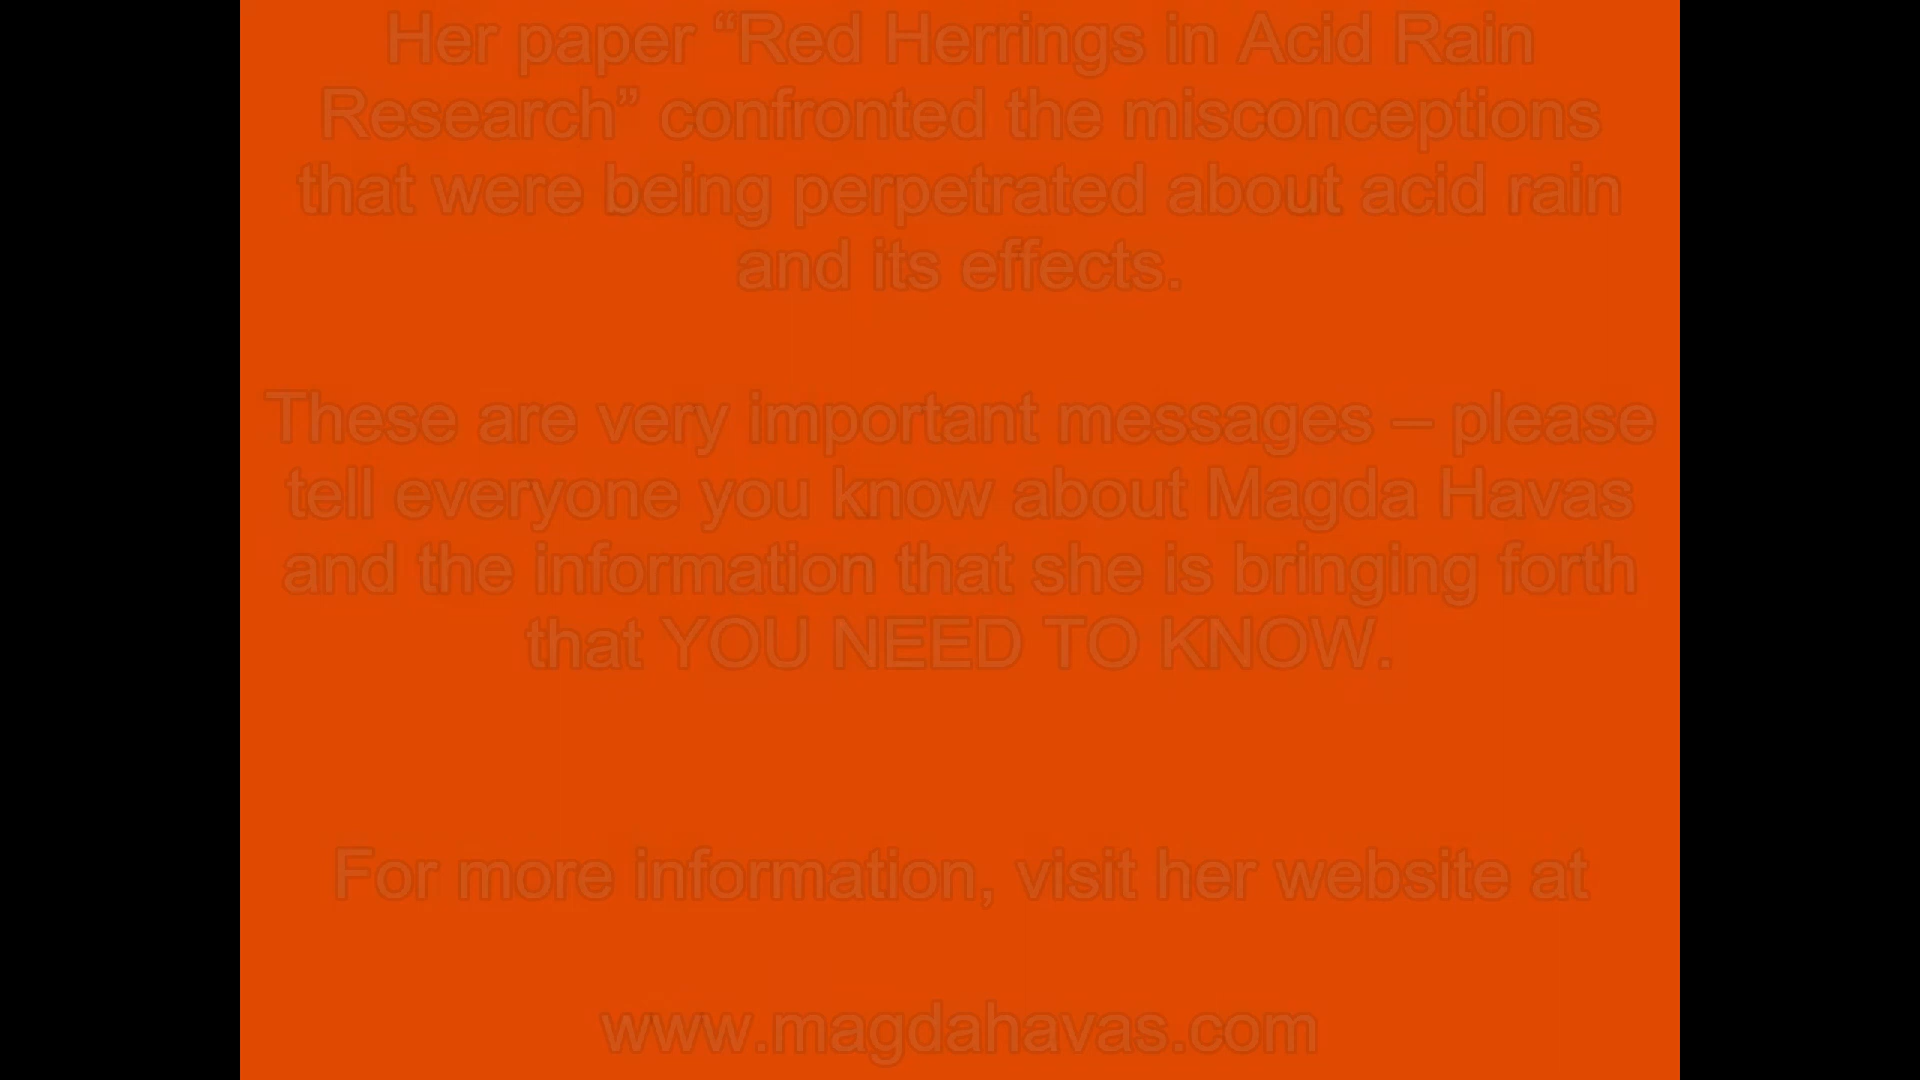 Her paper “Red Herrings in Acid Rain
Research” confronted the misconceptions
that were being perpetrated about acid rain
and its effects.
These are very important messages – please
tell everyone you know about Magda Havas
and the information that she is bringing forth
that YOU NEED TO KNOW.
For more information, visit her website at
www.magdahavas.com